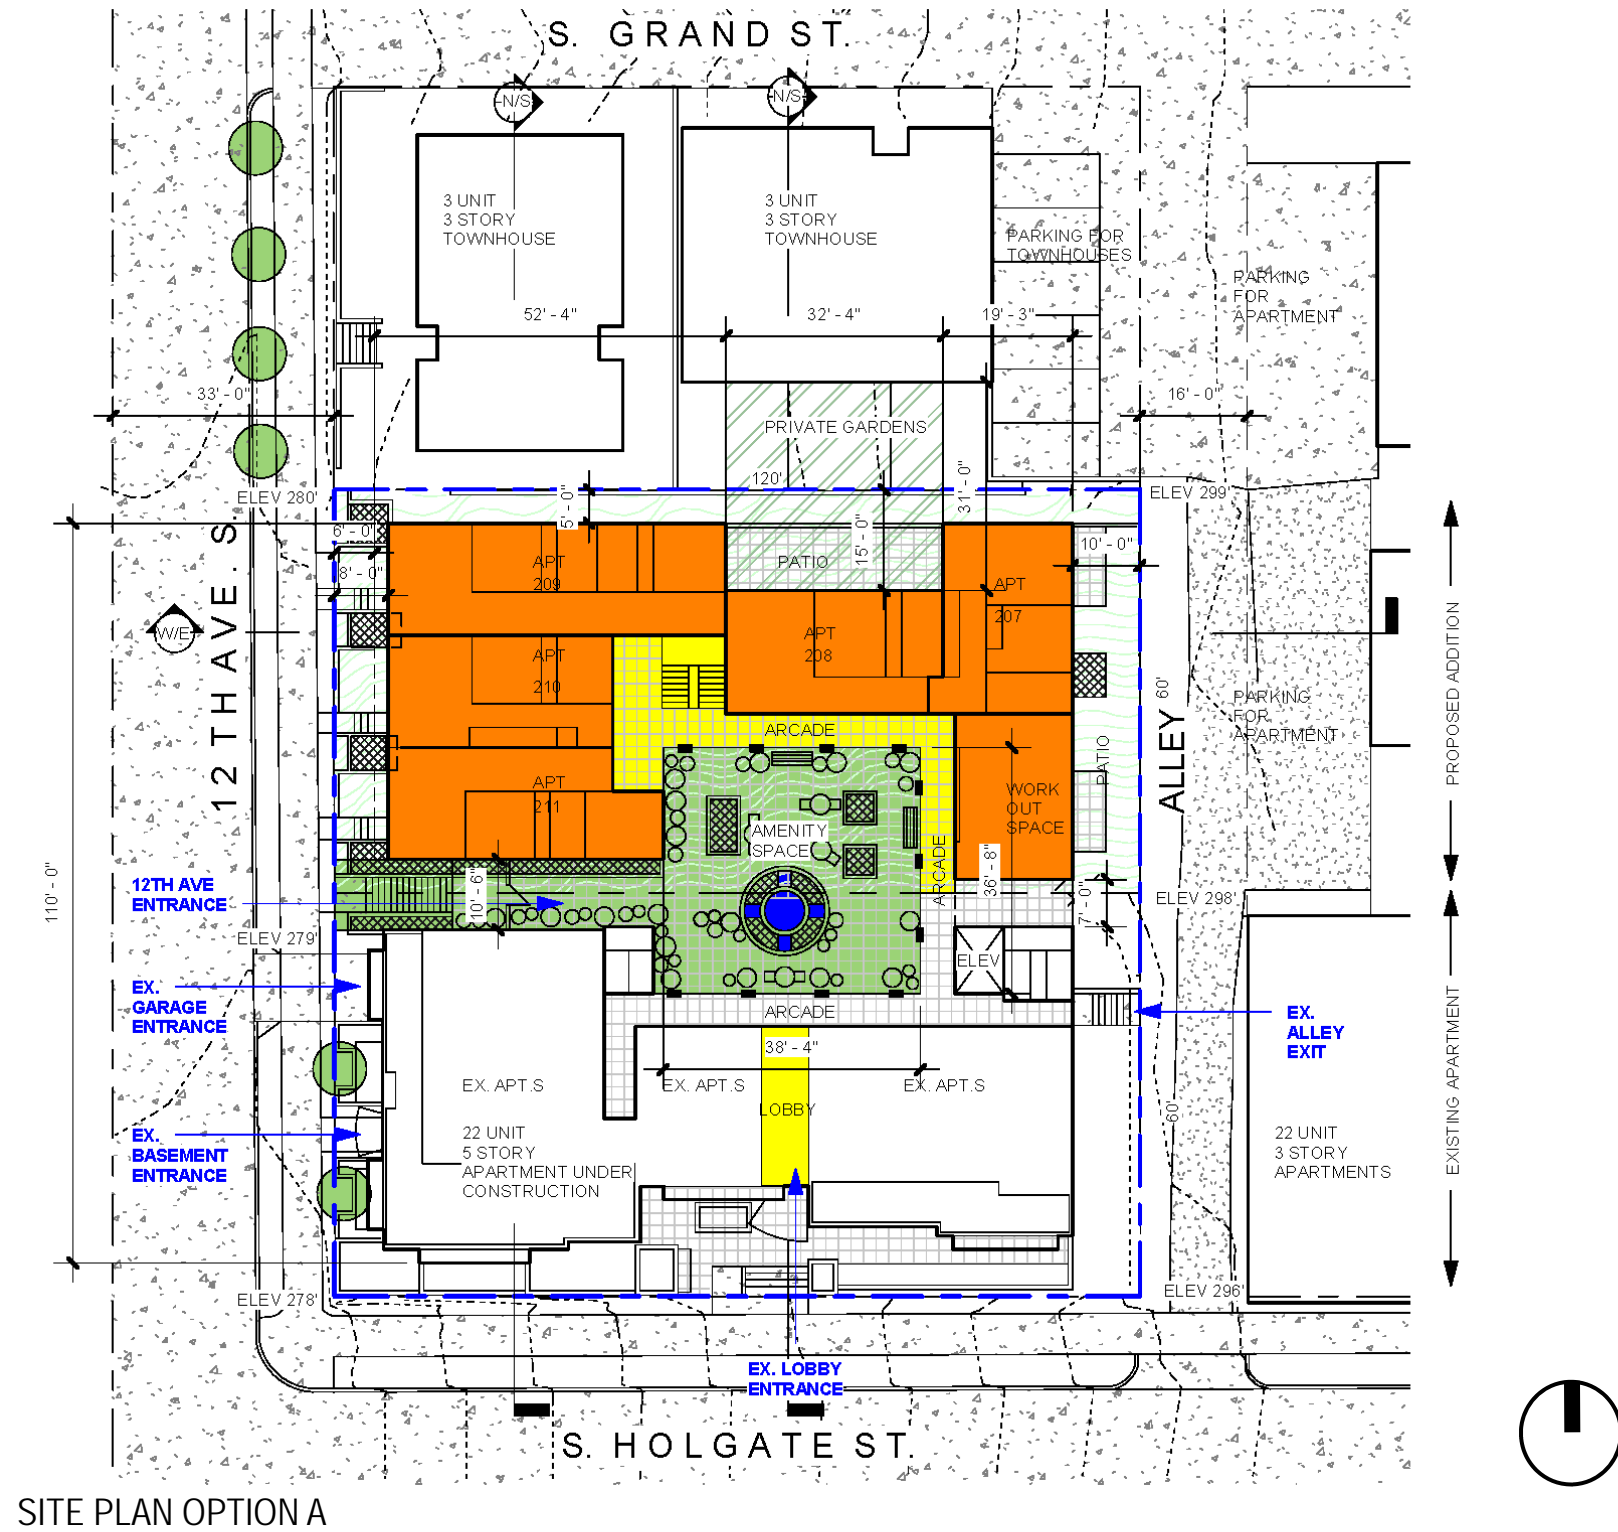 S. GRAND ST.
N/S
N/S
3 UNIT
3 STORY
TOWNHOUSE
3 UNIT
3 STORY
TOWNHOUSE
PARKING FOR
TOWNHOUSES
PARKING
FOR
APARTMENT
52' - 4"
32' - 4"
19' - 3"
33' - 0"
16' - 0"
PRIVATE GARDENS
120'
31' - 0"
ELEV 280'
ELEV 299'
5' - 0"
6' - 0"
8' - 0"
15' - 0"
10' - 0"
APT
209
PATIO
APT
207
W/E
12TH AVE. S
APT
210
APT
208
PARKING
FOR
APARTMENT
PROPOSED ADDITION
ALLEY
60'
ARCADE
PATIO
APT
211
WORK
OUT
SPACE
AMENITY
SPACE
ARCADE
36' - 8"
110' - 0"
12TH AVE
ENTRANCE
10' - 6"
7' - 0"
ELEV 298'
ELEV 279'
ELEV
EX.
GARAGE
ENTRANCE
ARCADE
EX.
ALLEY
EXIT
38' - 4"
EX. APT.S
EX. APT.S
EX. APT.S
LOBBY
60'
EXISTING APARTMENT
EX.
BASEMENT
ENTRANCE
22 UNIT
5 STORY
APARTMENT UNDER
CONSTRUCTION
22 UNIT
3 STORY
APARTMENTS
ELEV 278'
ELEV 296'
EX. LOBBY
ENTRANCE
S. HOLGATE ST.
SITE PLAN OPTION A